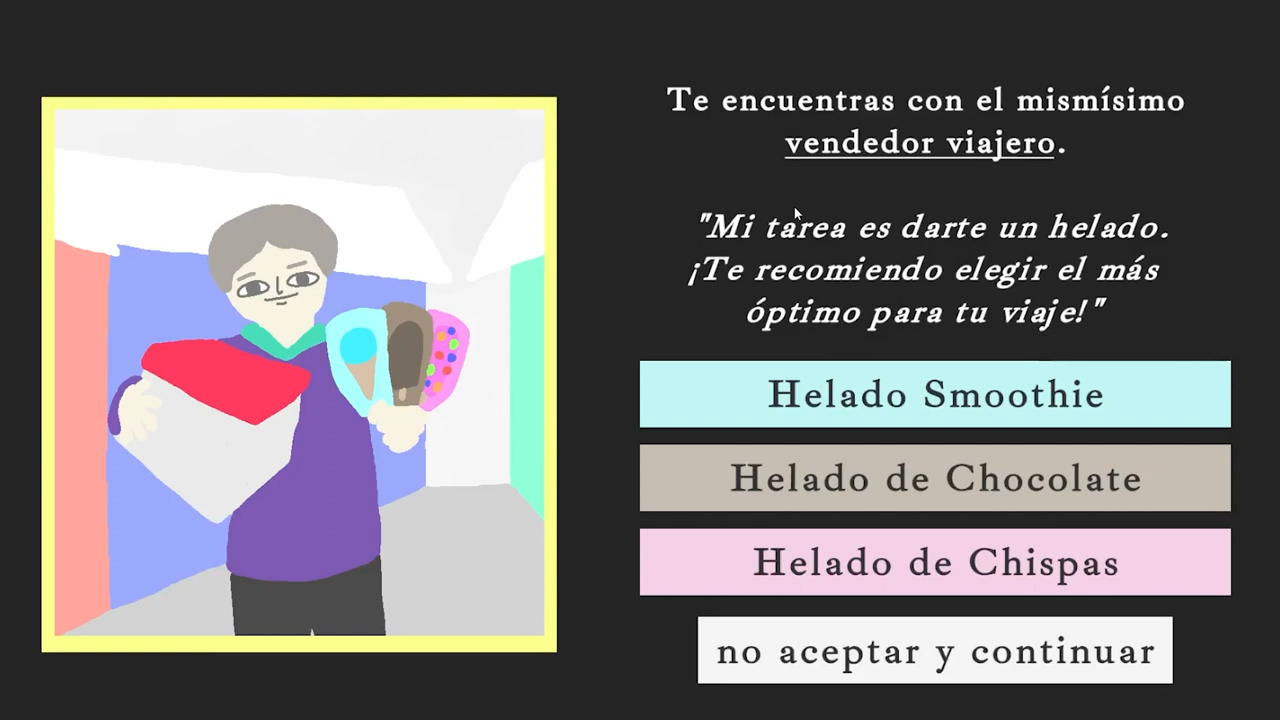 Te encuentras con el mismísimo
vendedor viajero.
"Mi tarea es darte un helado.
¡Te recomiendo elegir el más
óptimo para tu viaje!"
Helado Smoothie
Helado de Chocolate
Helado de Chispas
no aceptar y continuar